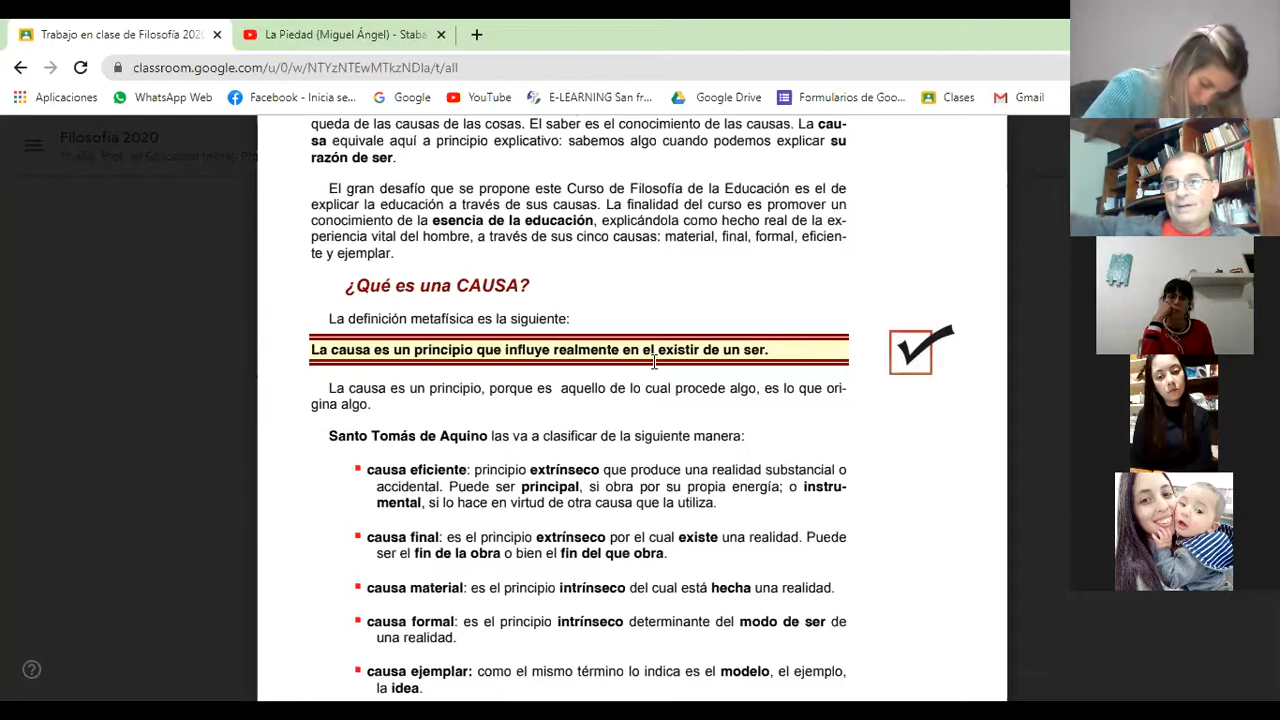 Trabajo en clase de Filosofía 202
La Piedad (Miguel Ángel) - Staba
classroom.google.com/u/0/w/NTYzNTEwMTkzNDIa/t/all
Aplicaciones
WhatsApp Web
Facebook - Inicia se...
Google
YouTube
E-LEARNING San fr...
Google Drive
Formularios de Goo...
Clases
Gmail
Filosofia 2020
queda de las causas de las cosas. El saber es el conocimiento de las causas. La cau-
sa equivale aquí a principio explicativo: sabemos algo cuando podemos explicar su
razón de ser.
El gran desafío que se propone este Curso de Filosofía de la Educación es el de
explicar la educación a través de sus causas. La finalidad del curso es promover un
conocimiento de la esencia de la educación, explicándola como hecho real de la ex-
periencia vital del hombre, a través de sus cinco causas: material, final, formal, eficien-
te y ejemplar.
¿Qué es una CAUSA?
La definición metafísica es la siguiente:
La causa es un principio que influye realmente en el existir de un ser.
La causa es un principio, porque es aquello de lo cual procede algo, es lo que ori-
gina algo.
Santo Tomás de Aquino las va a clasificar de la siguiente manera:
causa eficiente: principio extrínseco que produce una realidad substancial o
accidental. Puede ser principal, si obra por su propia energía; o instru-
mental, si lo hace en virtud de otra causa que la utiliza.
causa final: es el principio extrínseco por el cual existe una realidad. Puede
ser el fin de la obra o bien el fin del que obra.
causa material: es el principio intrínseco del cual está hecha una realidad.
causa formal: es el principio intrínseco determinante del modo de ser de
una realidad.
causa ejemplar: como el mismo término lo indica es el modelo, el ejemplo,
la idea.